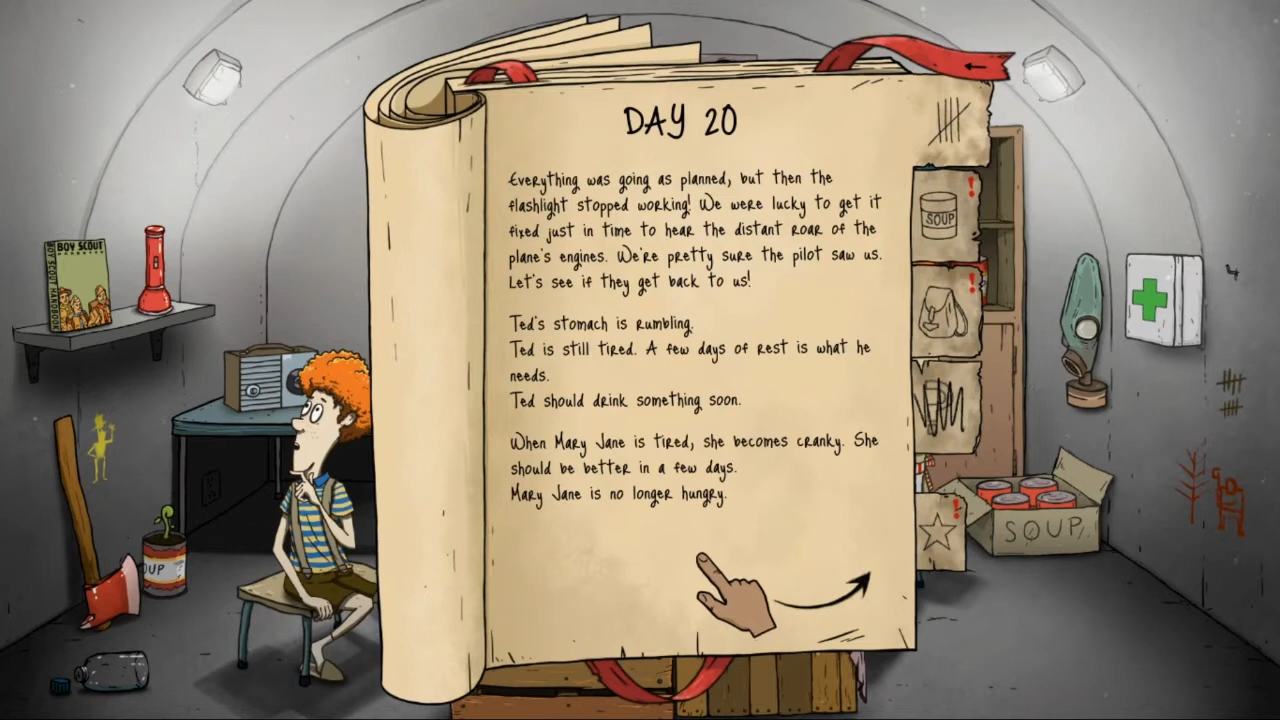 DAY 20
Everything was going as planned, but then the
flashlight stopped working! We were lucky to get it
fixed just in time to hear the distant roar of the
plane's engines. We're pretty sure the pilot saw us.
Let's see if they get back to us!
Ted's stomach is rumbling.
Ted is still tired. A few days of rest is what he
needs.
Ted should drink something soon.
When Mary Jane is tired, she becomes cranky. She
should be better in a few days.
Mary Jane is no longer hungry.
SOUP
BOY SCOUT
BOY SCOUT HANDBOOK
OUP
SOUP